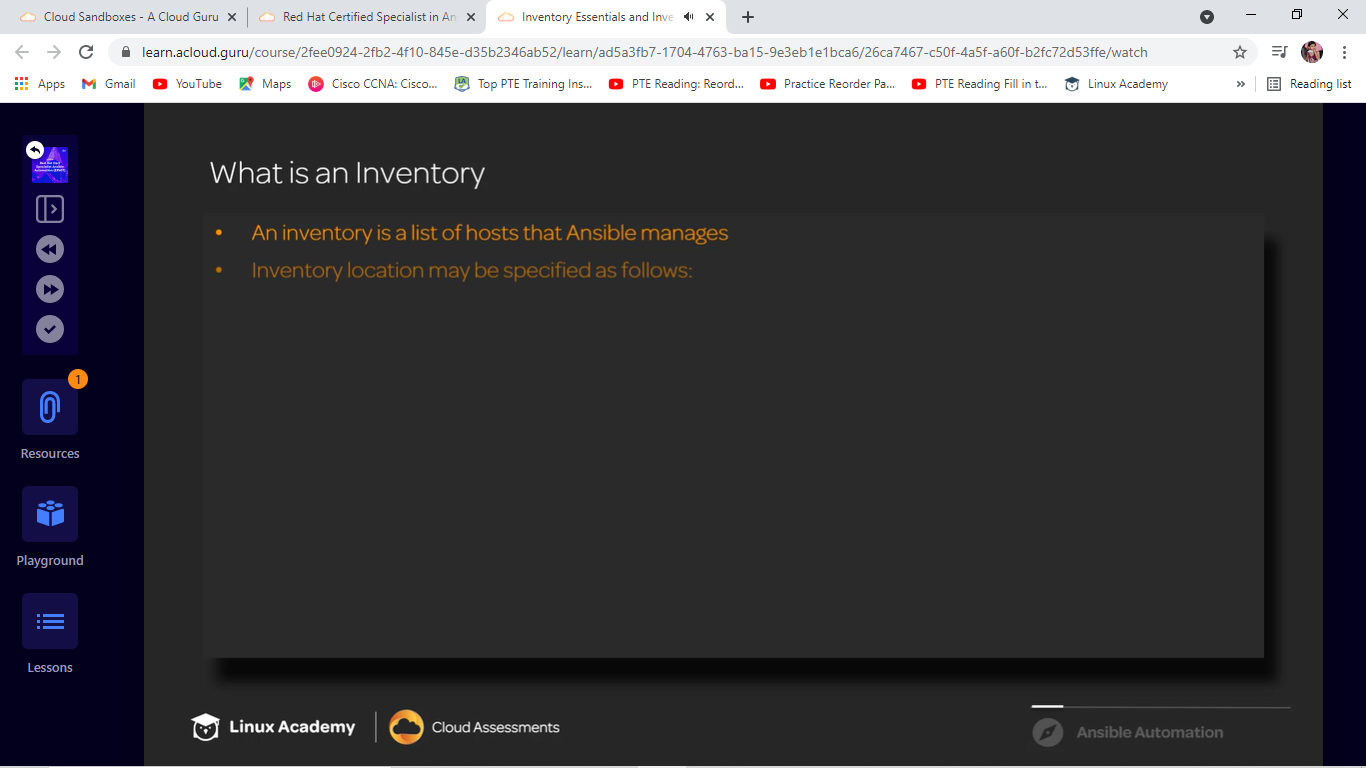 Cloud Sandboxes - A Cloud Guru
Red Hat Certified Specialist in An
Inventory Essentials and Inve
learn.acloud.guru/course/2fee0924-2fb2-4f10-845e-d35b2346ab52/learn/ad5a3fb7-1704-4763-ba15-9e3eb1e1bca6/26ca7467-c50f-4a5f-a60f-b2fc72d53ffe/watch
Apps Gmail YouTube Maps Cisco CCNA: Cisco... Top PTE Training Ins... PTE Reading: Reord... Practice Reorder Pa... PTE Reading Fill in t... Linux Academy » Reading list
What is an Inventory
• An inventory is a list of hosts that Ansible manages
• Inventory location may be specified as follows:
1
Resources
Playground
Lessons
Linux Academy
Cloud Assessments
Ansible Automation